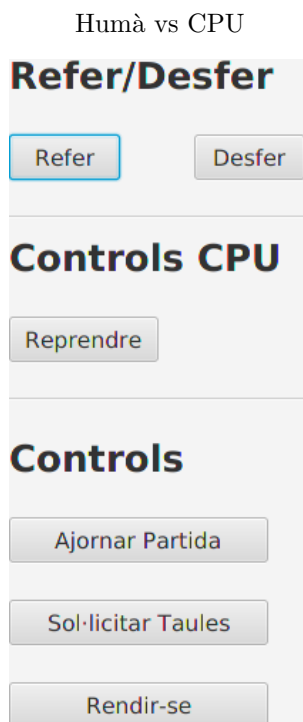 Humà vs CPU
Refer/Desfer
Refer Desfer
Controls CPU
Reprendre
Controls
Ajornar Partida
Sol·licitar Taules
Rendir-se